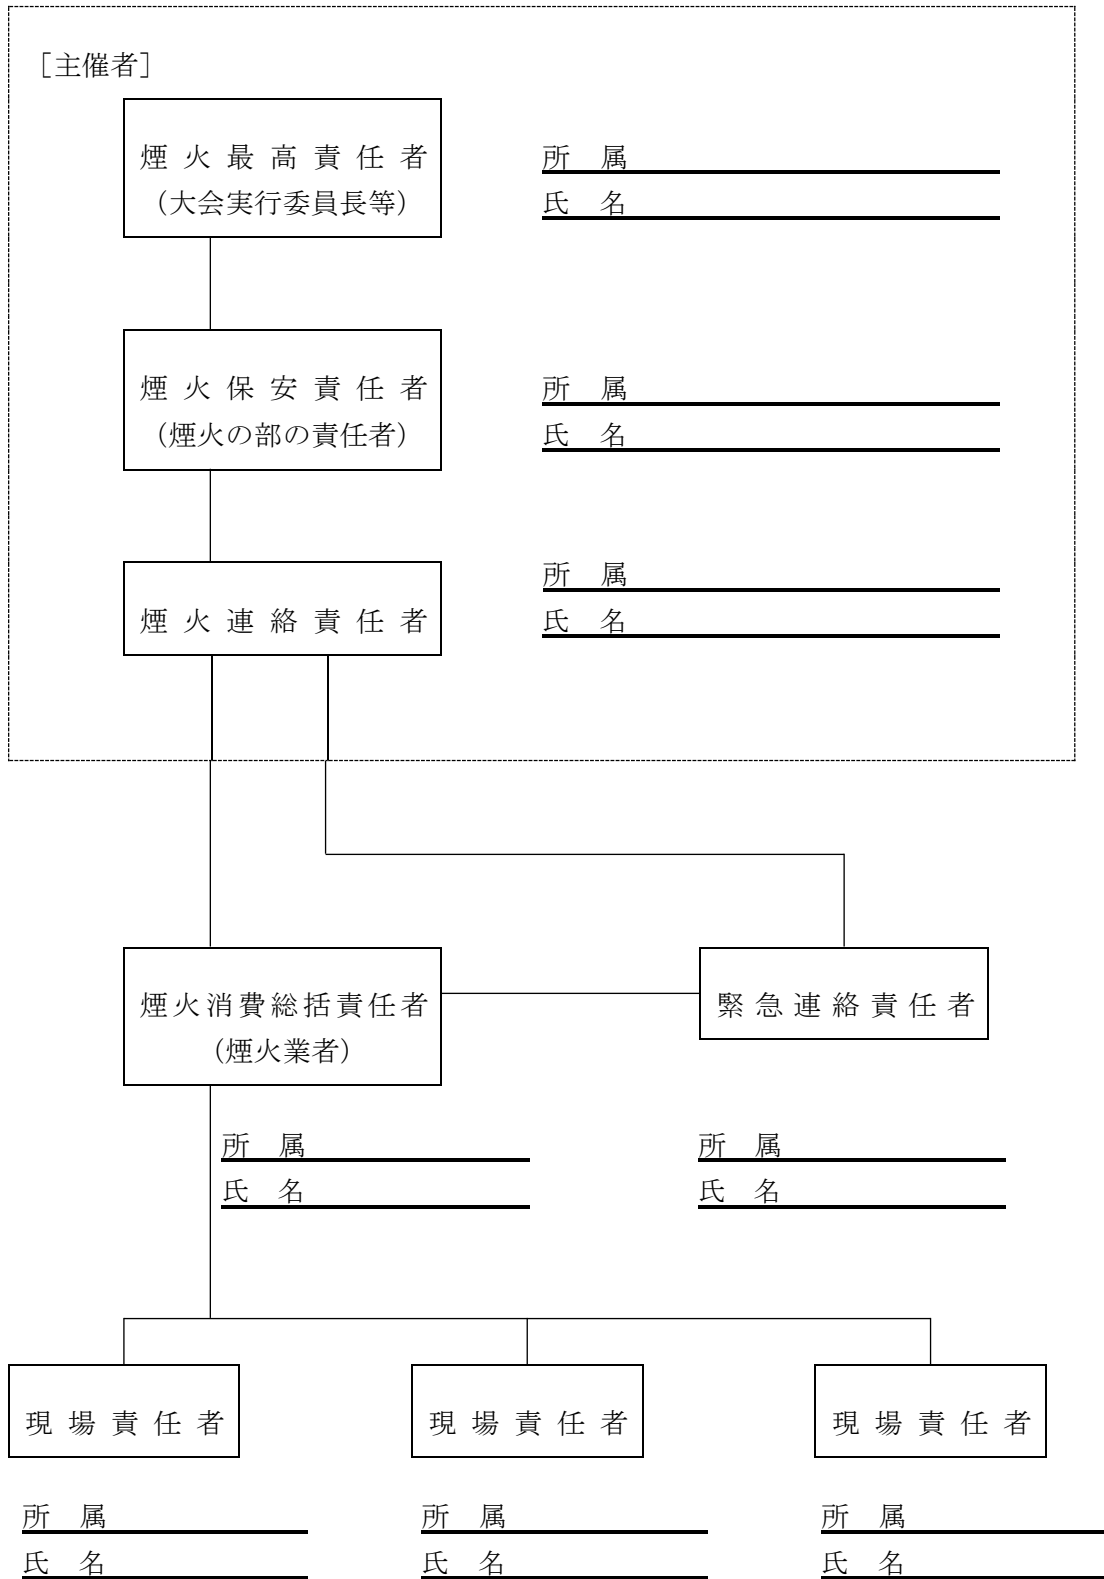 ［主催者］
煙火最高責任者
（大会実行委員長等）
所　属
氏　名
煙火保安責任者
（煙火の部の責任者）
所　属
氏　名
煙火連絡責任者
所　属
氏　名
煙火消費総括責任者
（煙火業者）
緊急連絡責任者
所　属
氏　名
所　属
氏　名
現場責任者
現場責任者
現場責任者
所　属
氏　名
所　属
氏　名
所　属
氏　名